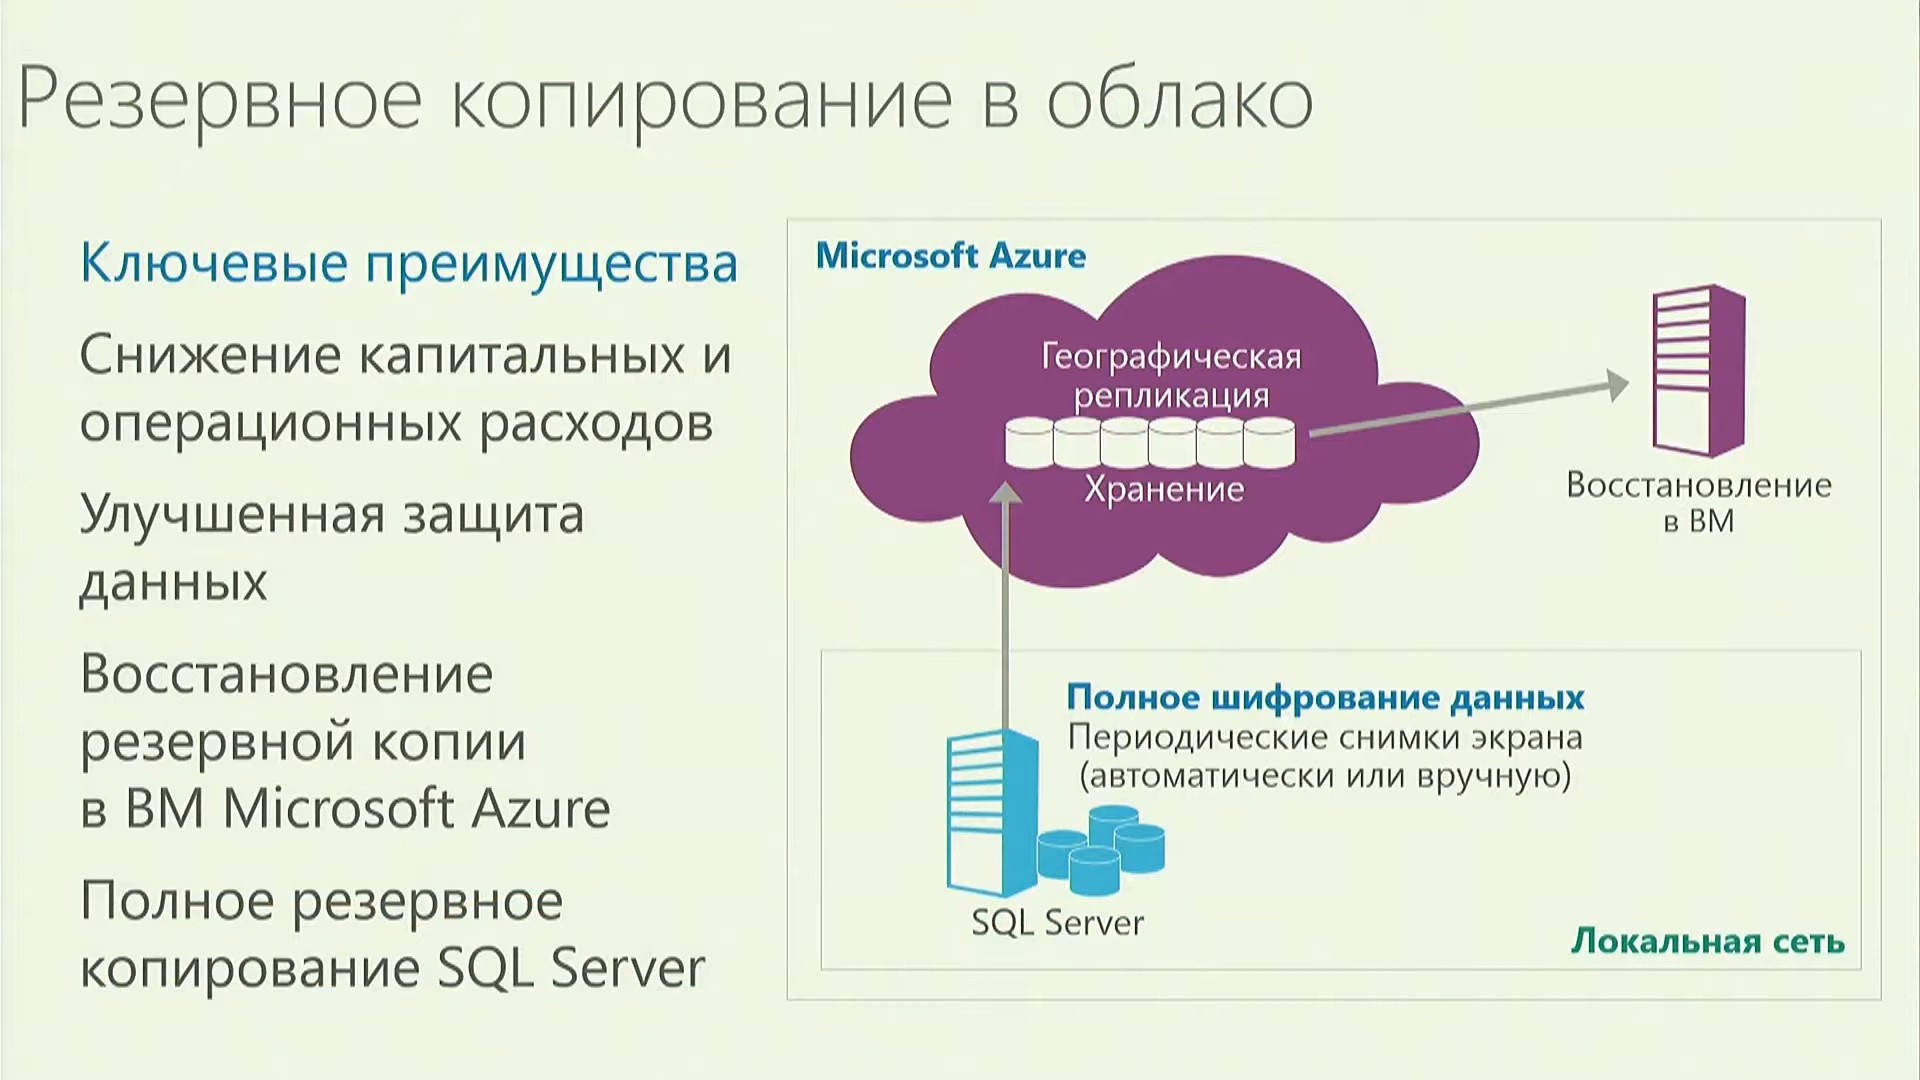 Резервное копирование в облако
Ключевые преимущества
Снижение капитальных и
операционных расходов
Улучшенная защита
данных
Восстановление
резервной копии
в ВМ Microsoft Azure
Полное резервное
копирование SQL Server
Microsoft Azure
Географическая
репликация
Хранение
Восстановление
в ВМ
Полное шифрование данных
Периодические снимки экрана
(автоматически или вручную)
SQL Server
Локальная сеть